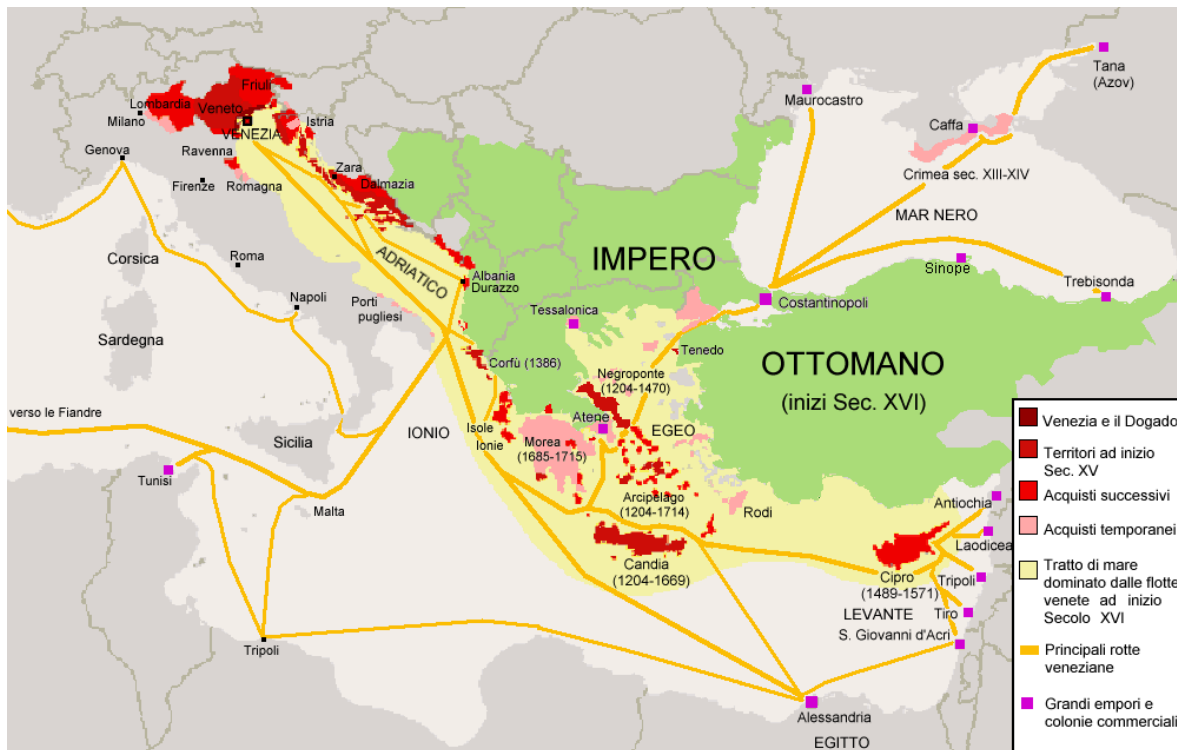 Tana
(Azov)
Maurocastro
Friuli
Lombardia
Veneto
Milano
VENEZIA
Istria
Caffa
Genova
Ravenna
Zara
Crimea sec. XIII-XIV
Firenze
Romagna
Dalmazia
MAR NERO
Roma
ADRIATICO
IMPERO
Corsica
Albania
Durazzo
Sinope
Trebisonda
Napoli
Porti
pugliesi
Tessalonica
Costantinopoli
Sardegna
Tenedo
Corfù (1386)
OTTOMANO
Negroponte
(1204-1470)
(inizi Sec. XVI)
verso le Fiandre
Atene
Isole
Ionie
IONIO
EGEO
Sicilia
Morea
(1685-1715)
Tunisi
Malta
Arcipelago
(1204-1714)
Rodi
Antiochia
Laodicea
Candia
(1204-1669)
Cipro
(1489-1571)
Tripoli
LEVANTE
Tiro
S. Giovanni d'Acri
Tripoli
Alessandria
EGITTO
Venezia e il Dogado
Territori ad inizio
Sec. XV
Acquisti successivi
Acquisti temporanei
Tratto di mare
dominato dalle flotte
venete ad inizio
Secolo XVI
Principali rotte
veneziane
Grandi empori e
colonie commerciali